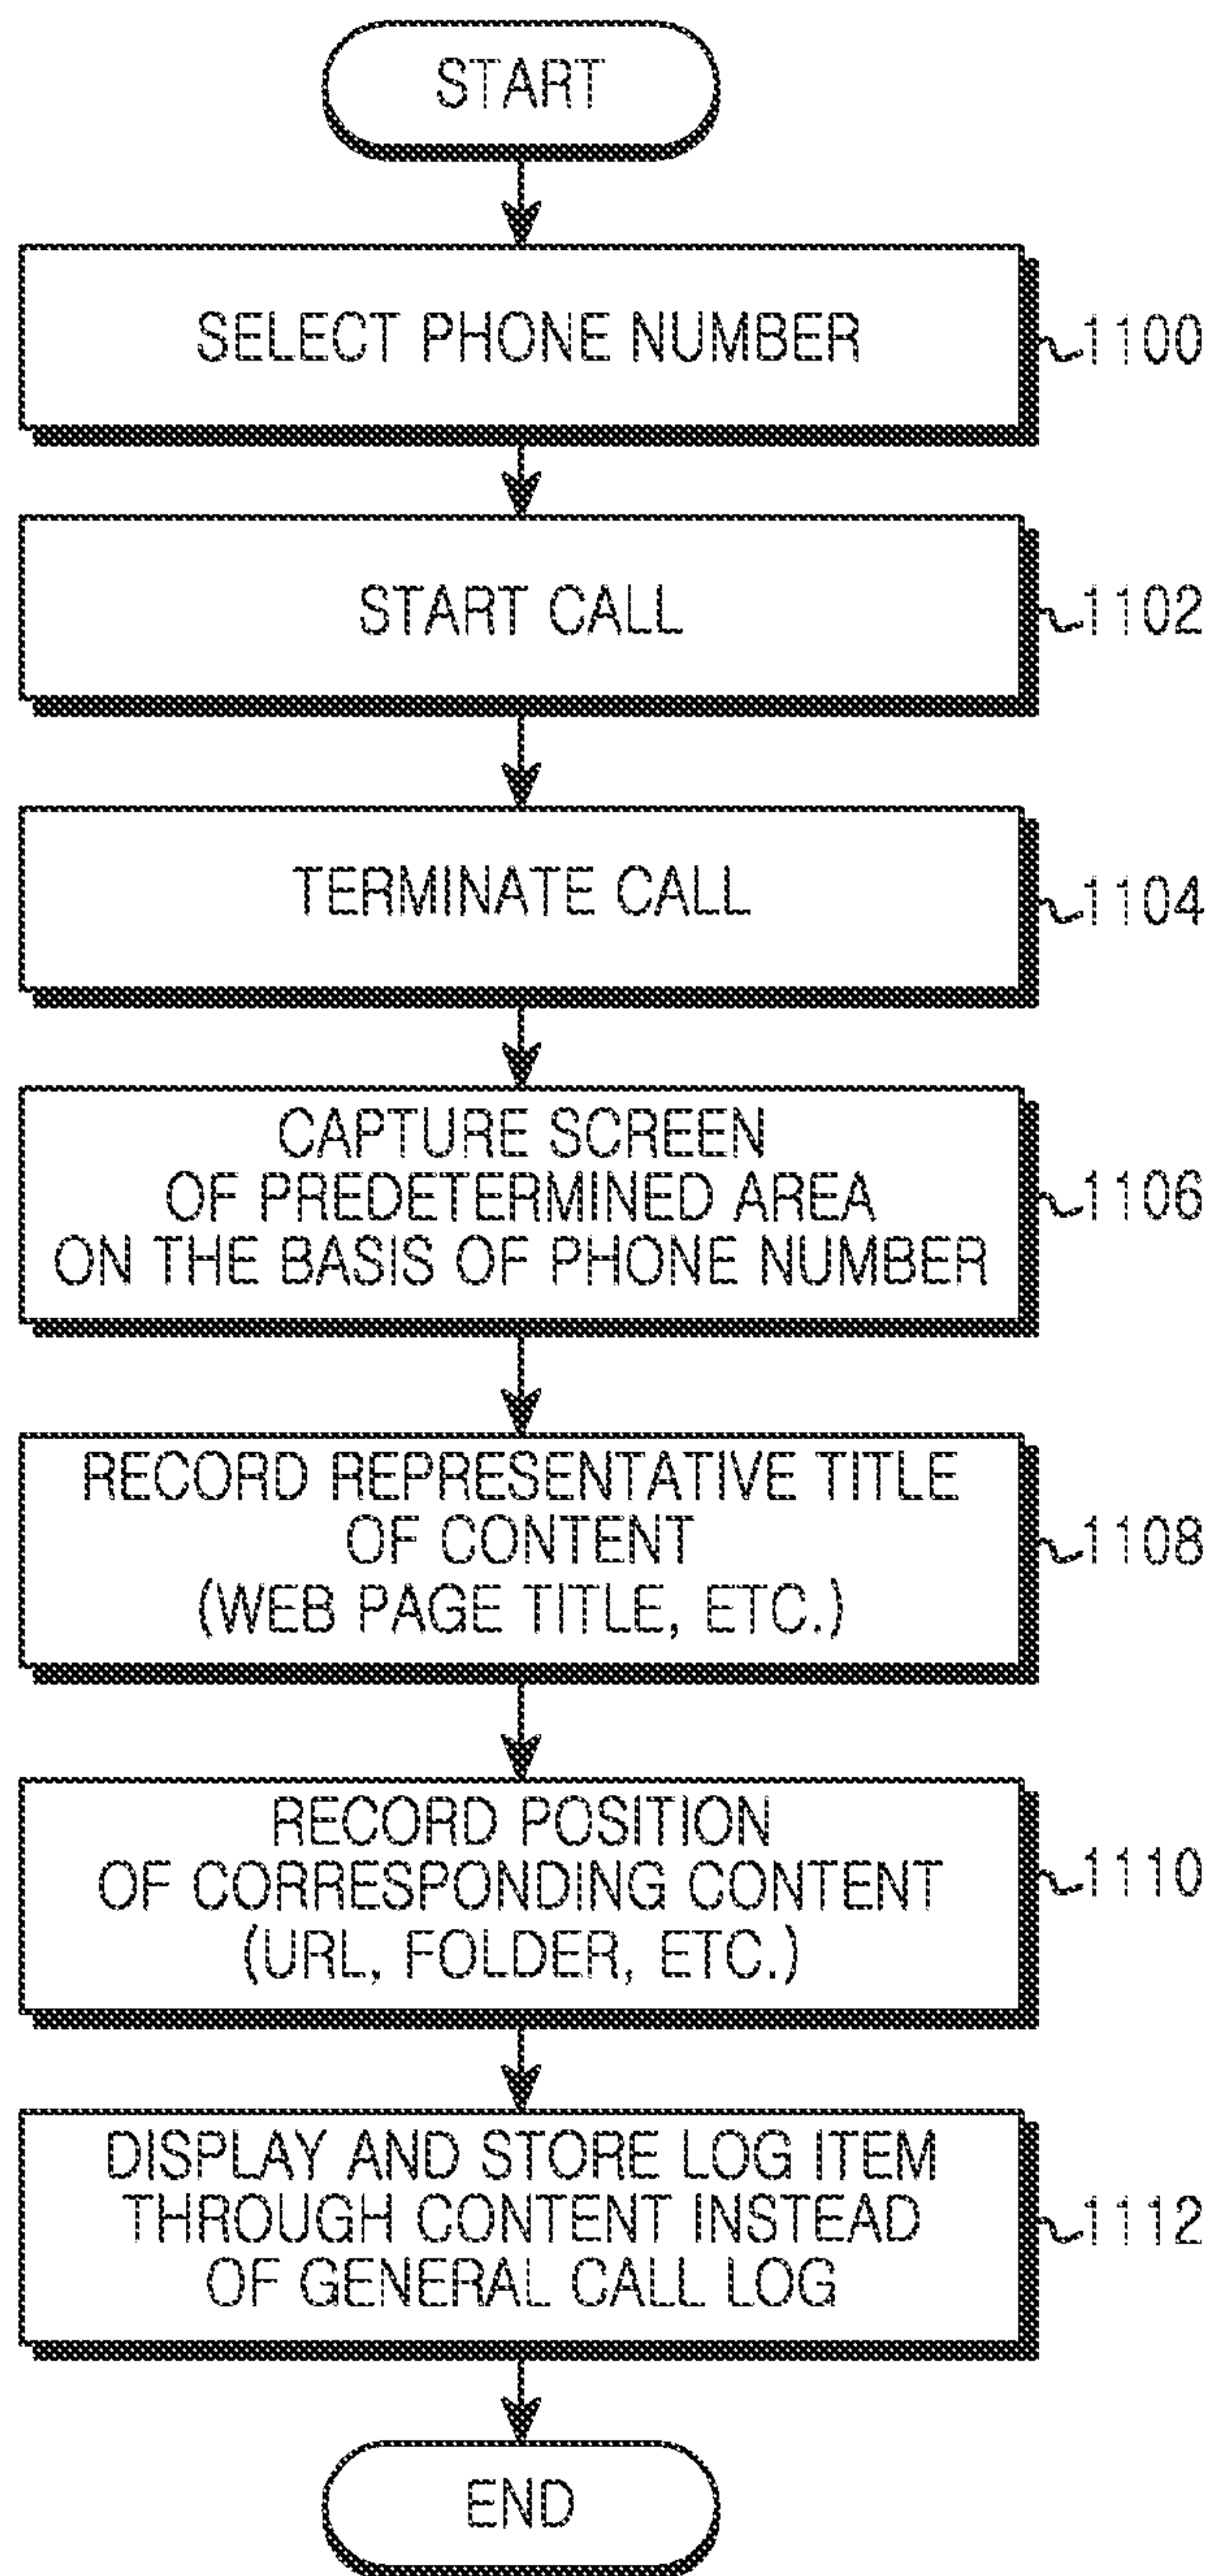 START
SELECT PHONE NUMBER
1100
START CALL
1102
TERMINATE CALL
1104
CAPTURE SCREEN
OF PREDETERMINED AREA
ON THE BASIS OF PHONE NUMBER
1106
RECORD REPRESENTATIVE TITLE
OF CONTENT
(WEB PAGE TITLE, ETC.)
1108
RECORD POSITION
OF CORRESPONDING CONTENT
(URL, FOLDER, ETC.)
1110
DISPLAY AND STORE LOG ITEM
THROUGH CONTENT INSTEAD
OF GENERAL CALL LOG
1112
END